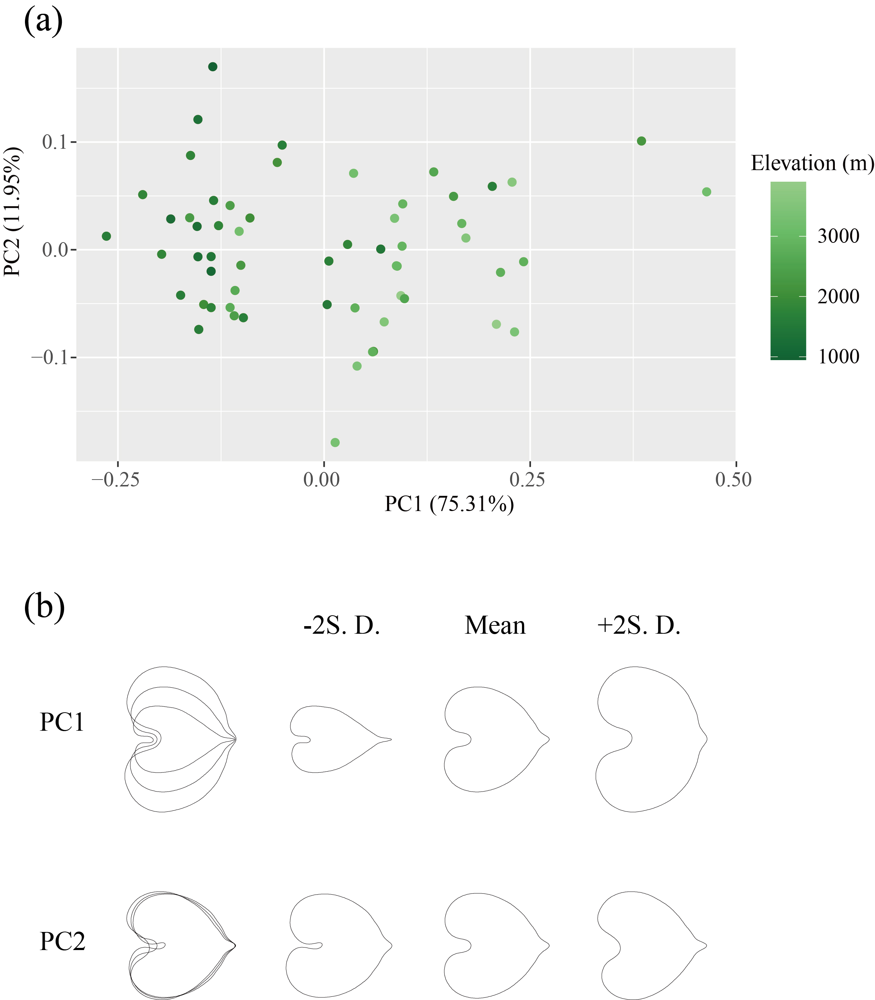 (a)
0.1
0.0
−0.1
PC2 (11.95%)
−0.25
0.00
0.25
0.50
PC1 (75.31%)
Elevation (m)
3000
2000
1000
(b)
-2S. D.
Mean
+2S. D.
PC1
PC2